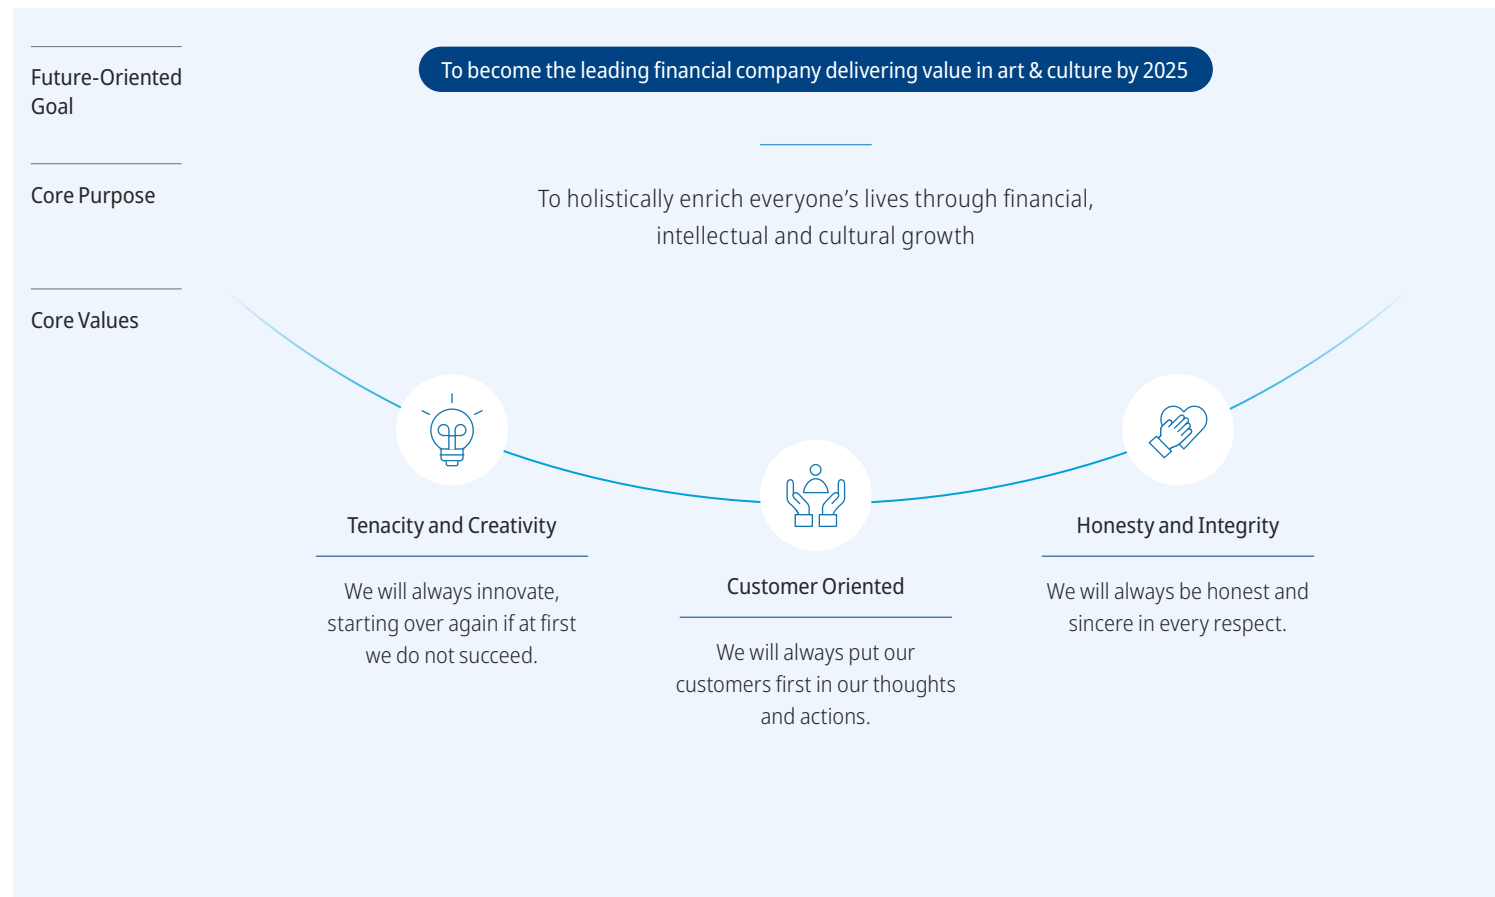 Future-Oriented
Goal
To become the leading financial company delivering value in art & culture by 2025
Core Purpose
To holistically enrich everyone’s lives through financial,
intellectual and cultural growth
Core Values
Tenacity and Creativity
We will always innovate,
starting over again if at first
we do not succeed.
Customer Oriented
We will always put our
customers first in our thoughts
and actions.
Honesty and Integrity
We will always be honest and
sincere in every respect.